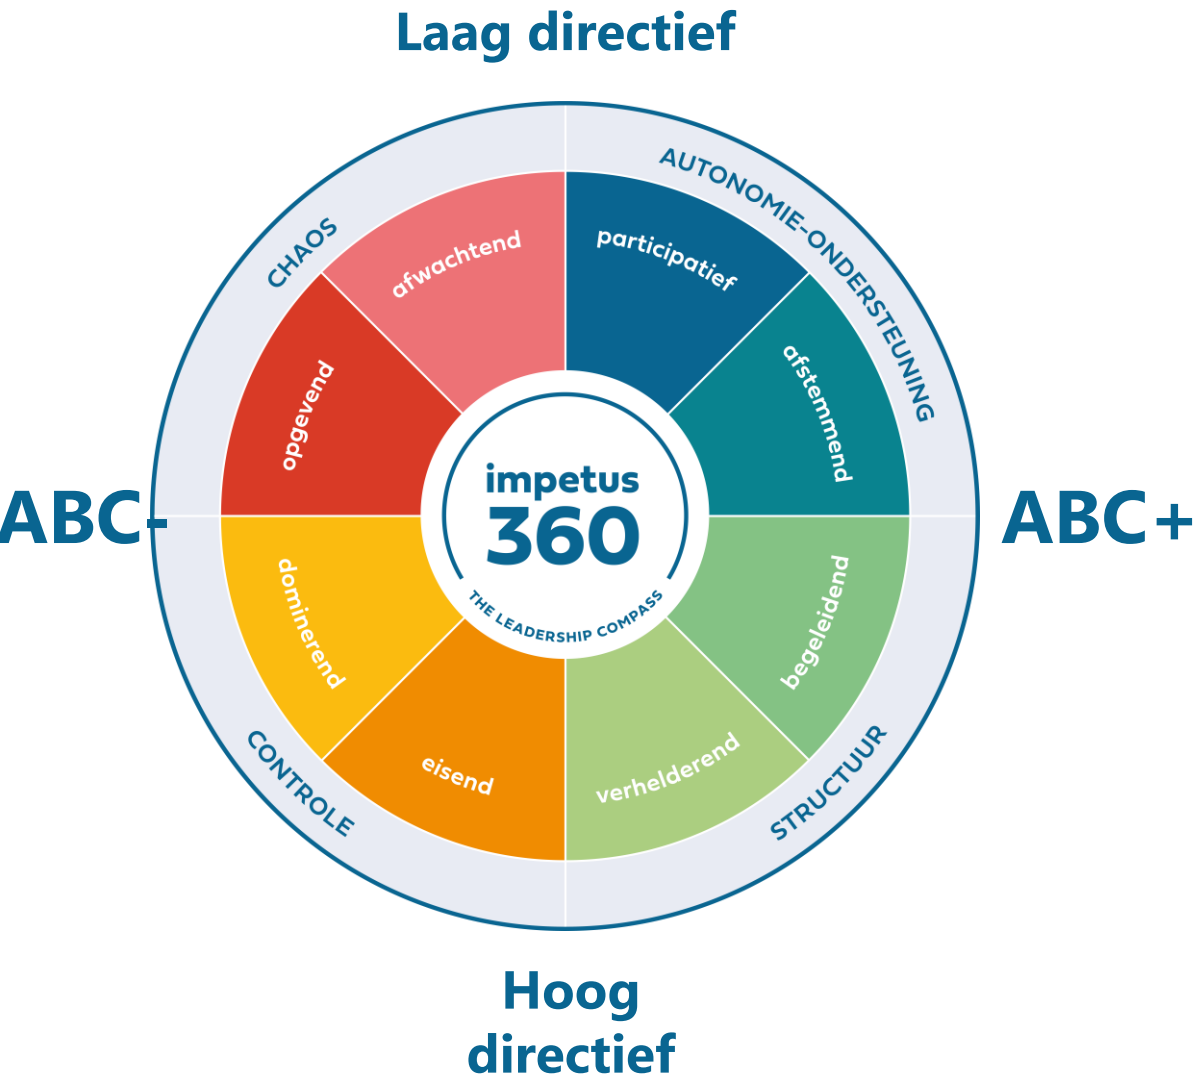 Laag directief
AUTONOMIE-ONDERSTEUNING
CHAOS
afwachtend
participatief
opgevend
afstemmend
ABC-
impetus
360
THE LEADERSHIP COMPASS
ABC+
dominerend
begeleidend
eisend
verhelderend
CONTROLE
STRUCTUUR
Hoog
directief